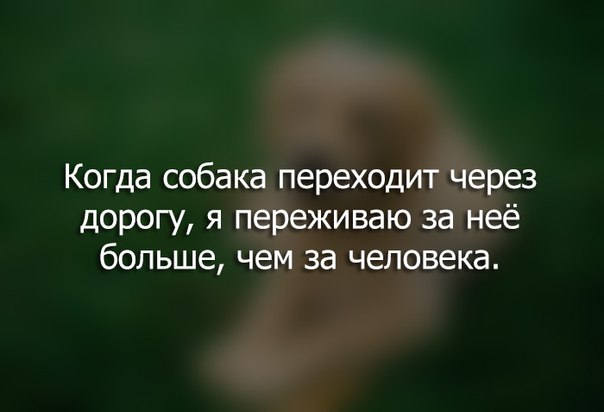 Когда собака переходит через
дорогу, я переживаю за неё
больше, чем за человека.